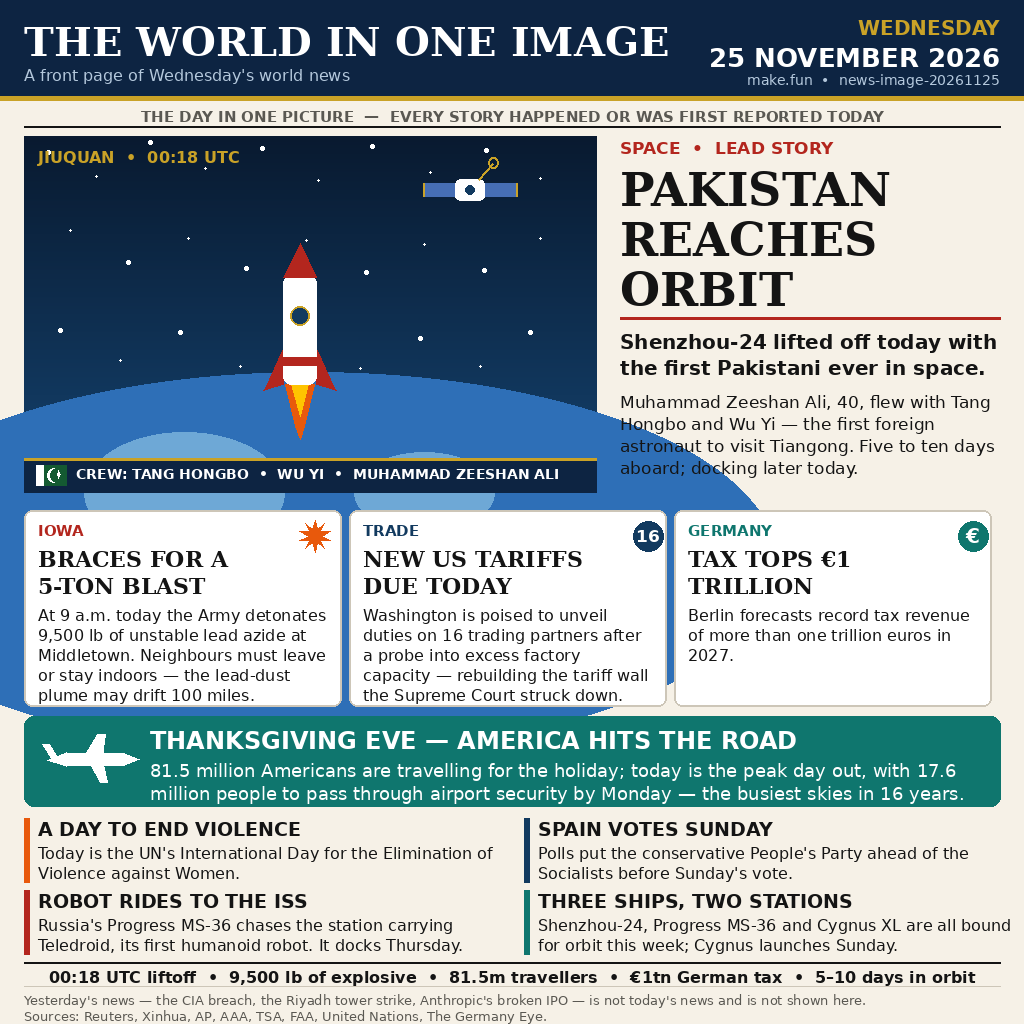 THE WORLD IN ONE IMAGE
A front page of Wednesday's world news
WEDNESDAY
25 NOVEMBER 2026
make.fun • news-image-20261125
THE DAY IN ONE PICTURE — EVERY STORY HAPPENED OR WAS FIRST REPORTED TODAY
JIUQUAN • 00:18 UTC
CREW: TANG HONGBO • WU YI • MUHAMMAD ZEESHAN ALI
SPACE • LEAD STORY
PAKISTAN
REACHES
ORBIT
Shenzhou-24 lifted off today with
the first Pakistani ever in space.
Muhammad Zeeshan Ali, 40, flew with Tang
Hongbo and Wu Yi — the first foreign
astronaut to visit Tiangong. Five to ten days
aboard; docking later today.
IOWA
BRACES FOR A
5-TON BLAST
At 9 a.m. today the Army detonates
9,500 lb of unstable lead azide at
Middletown. Neighbours must leave
or stay indoors — the lead-dust
plume may drift 100 miles.
TRADE
16
NEW US TARIFFS
DUE TODAY
Washington is poised to unveil
duties on 16 trading partners after
a probe into excess factory
capacity — rebuilding the tariff wall
the Supreme Court struck down.
GERMANY
€
TAX TOPS €1
TRILLION
Berlin forecasts record tax revenue
of more than one trillion euros in
2027.
THANKSGIVING EVE — AMERICA HITS THE ROAD
81.5 million Americans are travelling for the holiday; today is the peak day out, with 17.6
million people to pass through airport security by Monday — the busiest skies in 16 years.
A DAY TO END VIOLENCE
Today is the UN's International Day for the Elimination of
Violence against Women.
SPAIN VOTES SUNDAY
Polls put the conservative People's Party ahead of the
Socialists before Sunday's vote.
ROBOT RIDES TO THE ISS
Russia's Progress MS-36 chases the station carrying
Teledroid, its first humanoid robot. It docks Thursday.
THREE SHIPS, TWO STATIONS
Shenzhou-24, Progress MS-36 and Cygnus XL are all bound
for orbit this week; Cygnus launches Sunday.
00:18 UTC liftoff • 9,500 lb of explosive • 81.5m travellers • €1tn German tax • 5–10 days in orbit
Yesterday's news — the CIA breach, the Riyadh tower strike, Anthropic's broken IPO — is not today's news and is not shown here.
Sources: Reuters, Xinhua, AP, AAA, TSA, FAA, United Nations, The Germany Eye.